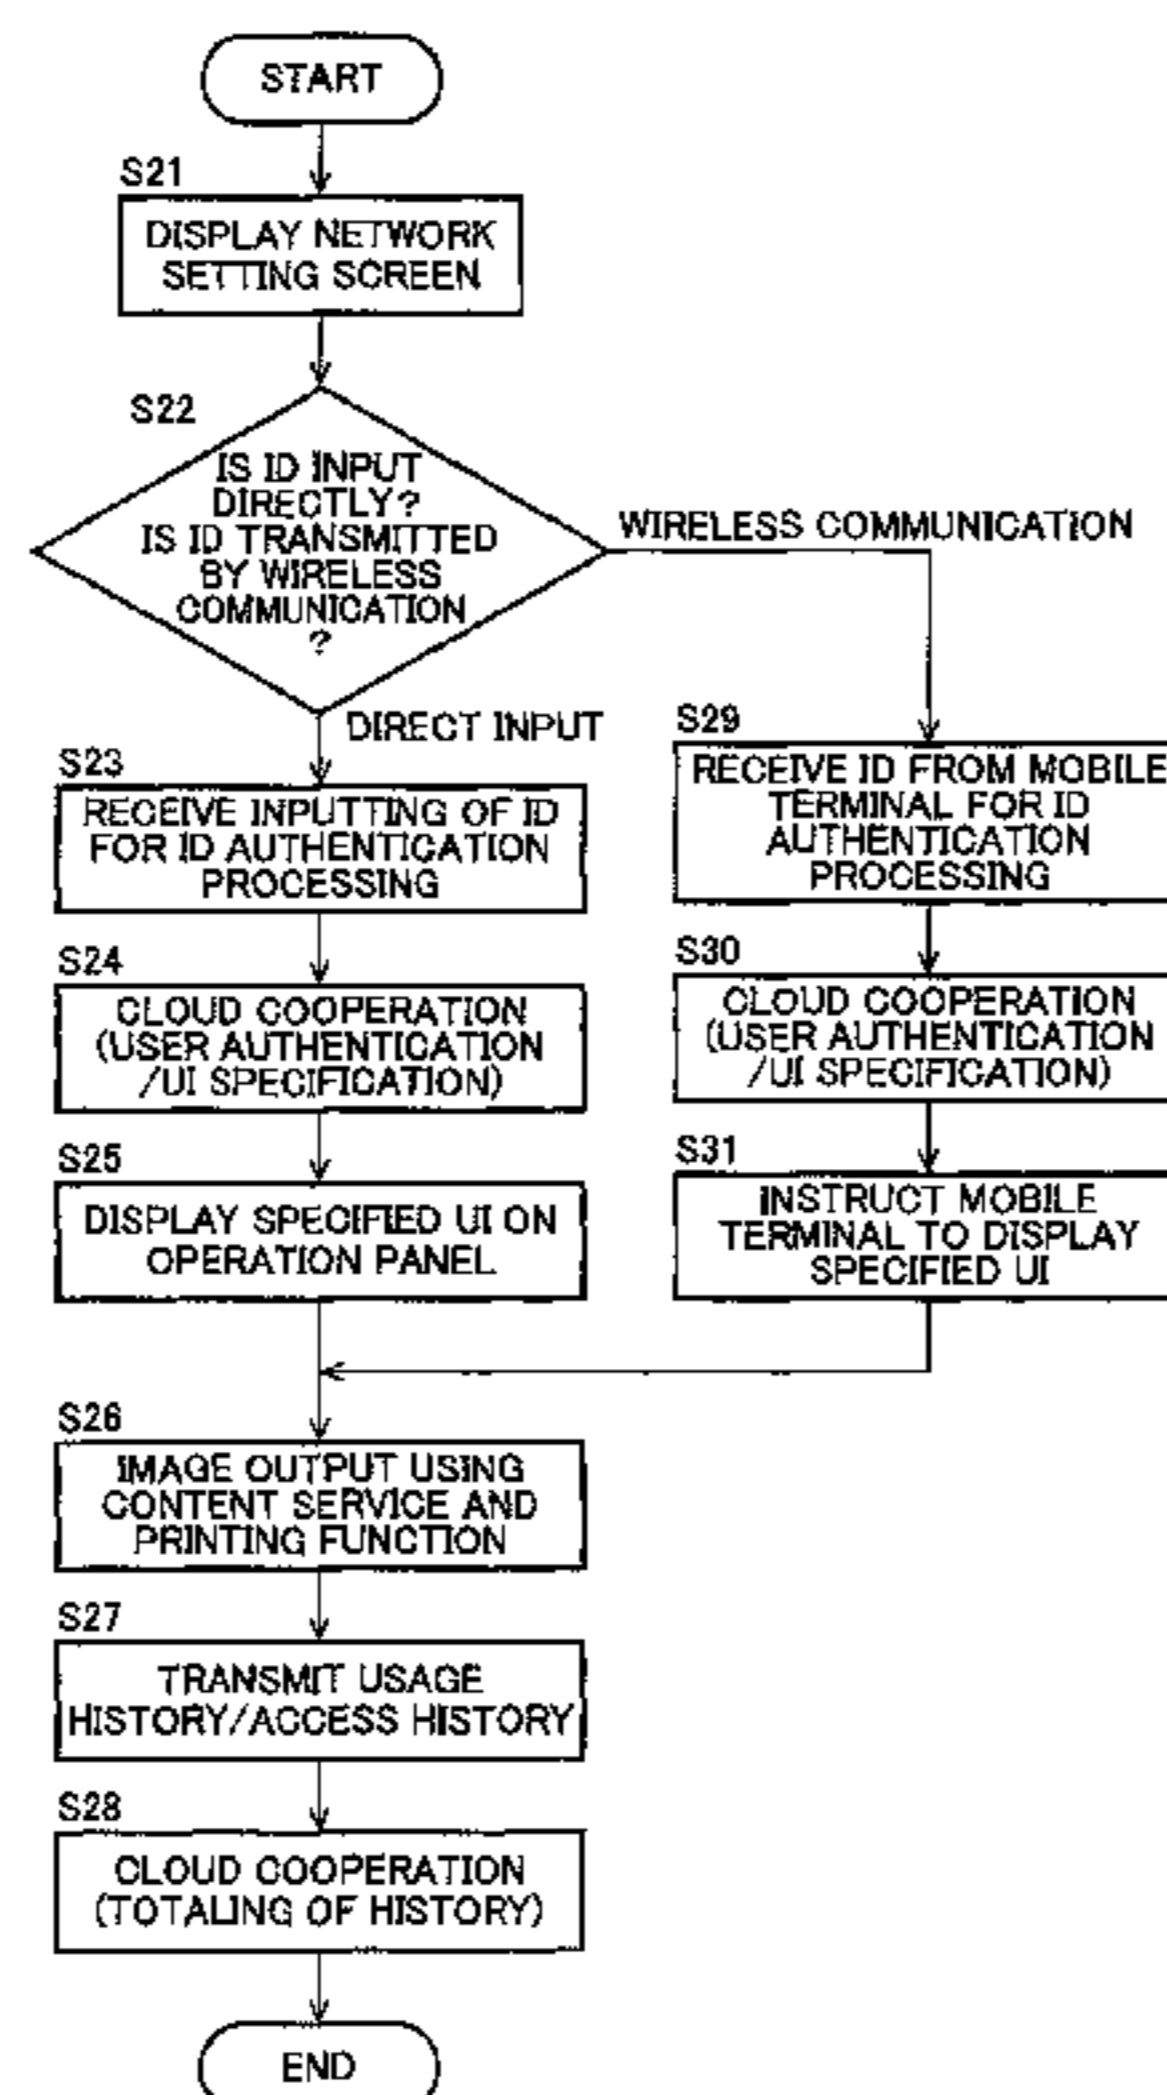 START
S21
DISPLAY NETWORK
SETTING SCREEN
S22
IS ID INPUT
DIRECTLY?
IS ID TRANSMITTED
BY WIRELESS
COMMUNICATION
?
WIRELESS COMMUNICATION
DIRECT INPUT
S23
RECEIVE INPUTTING OF ID
FOR ID AUTHENTICATION
PROCESSING
S24
CLOUD COOPERATION
(USER AUTHENTICATION
/UI SPECIFICATION)
S25
DISPLAY SPECIFIED UI ON
OPERATION PANEL
S29
RECEIVE ID FROM MOBILE
TERMINAL FOR ID
AUTHENTICATION
PROCESSING
S30
CLOUD COOPERATION
(USER AUTHENTICATION
/UI SPECIFICATION)
S31
INSTRUCT MOBILE
TERMINAL TO DISPLAY
SPECIFIED UI
S26
IMAGE OUTPUT USING
CONTENT SERVICE AND
PRINTING FUNCTION
S27
TRANSMIT USAGE
HISTORY/ACCESS HISTORY
S28
CLOUD COOPERATION
(TOTALING OF HISTORY)
END